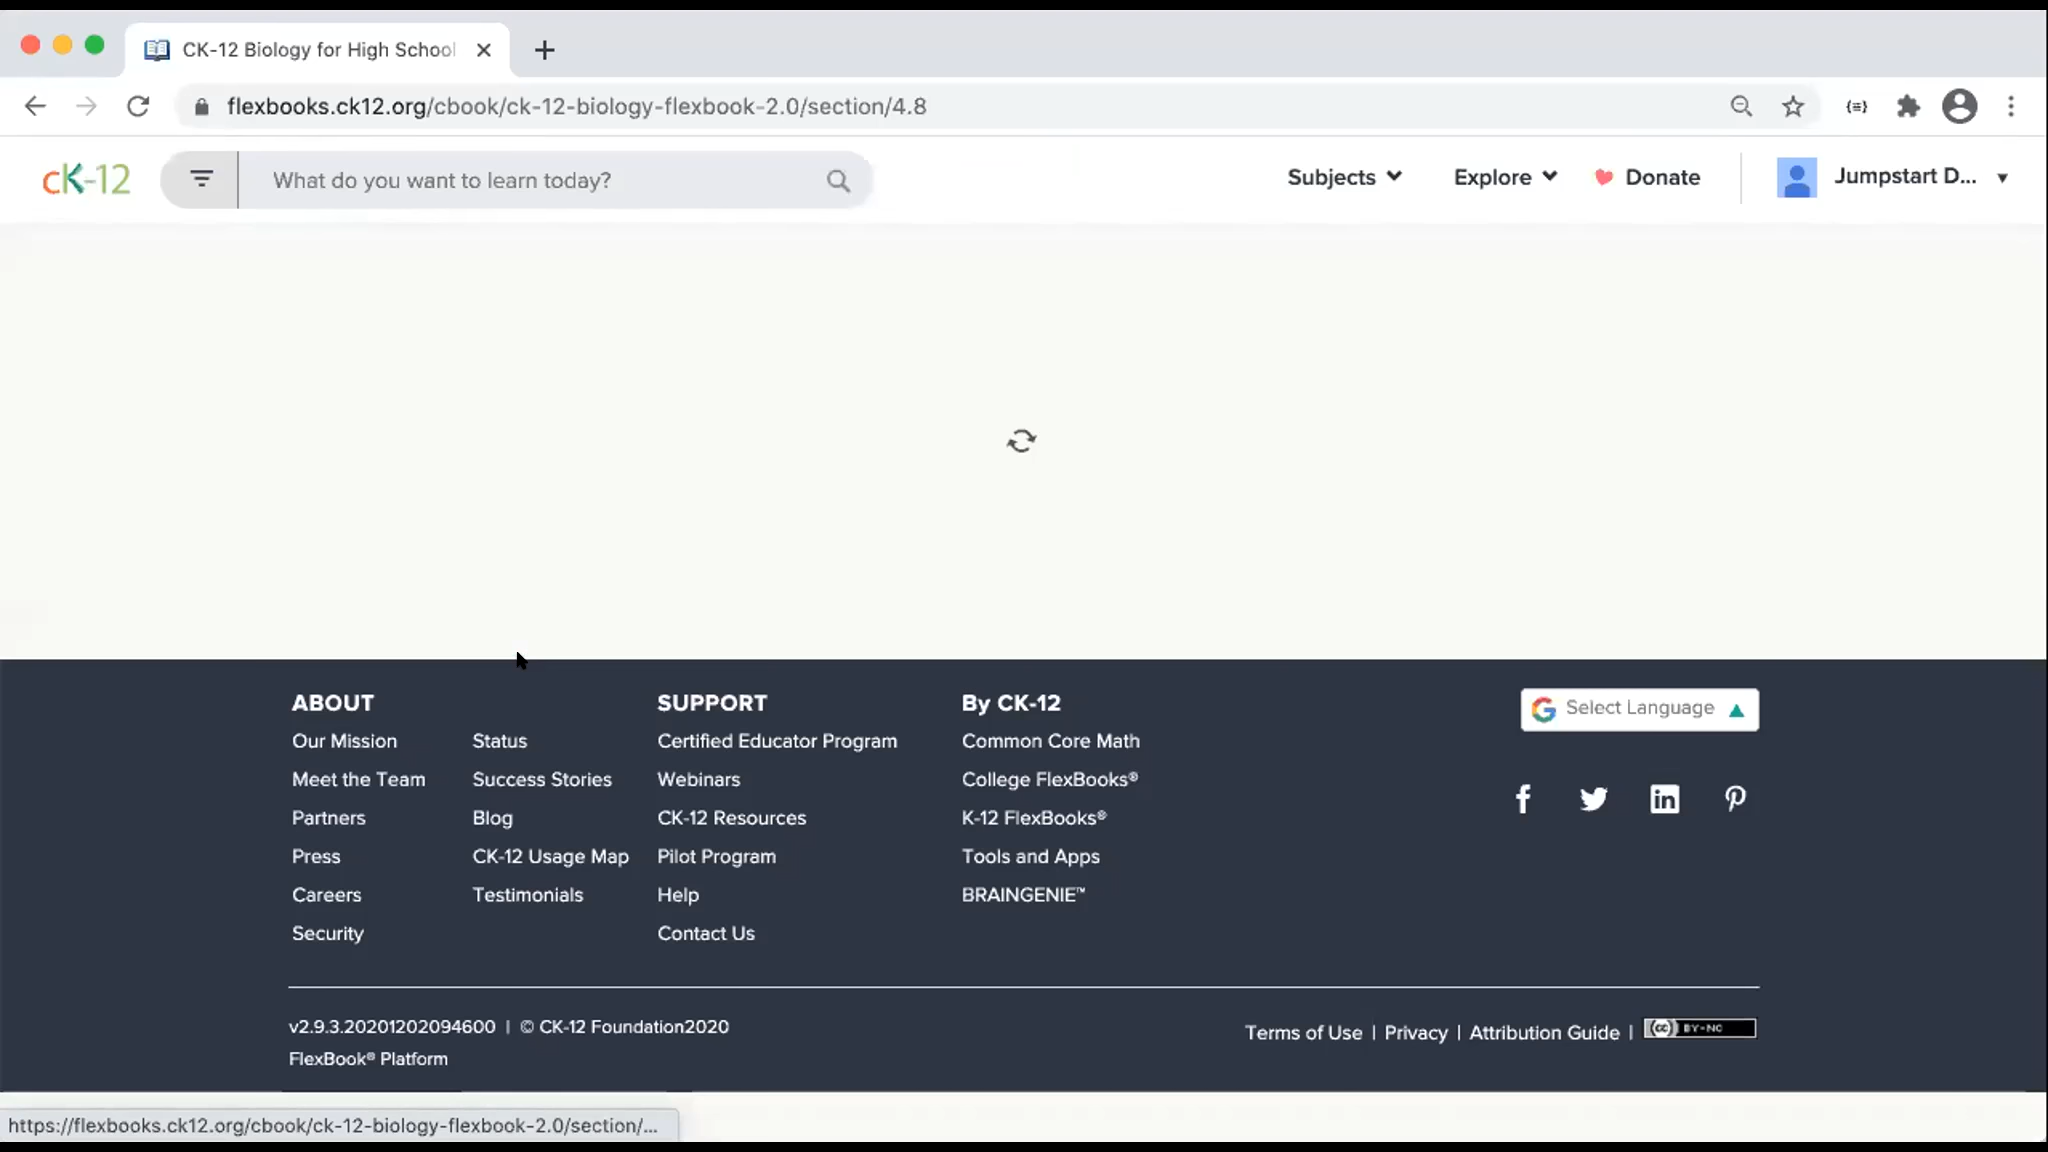 CK-12 Biology for High School
flexbooks.ck12.org/cbook/ck-12-biology-flexbook-2.0/section/4.8
cK-12
What do you want to learn today?
Subjects
Explore
Donate
Jumpstart D...
ABOUT
Our Mission
Meet the Team
Partners
Press
Careers
Security
Status
Success Stories
Blog
CK-12 Usage Map
Testimonials
SUPPORT
Certified Educator Program
Webinars
CK-12 Resources
Pilot Program
Help
Contact Us
By CK-12
Common Core Math
College FlexBooks®
K-12 FlexBooks®
Tools and Apps
BRAINGENIE™
Select Language
v2.9.3.20201202094600 | © CK-12 Foundation2020
FlexBook® Platform
Terms of Use | Privacy | Attribution Guide |
cc BY-NC
https://flexbooks.ck12.org/cbook/ck-12-biology-flexbook-2.0/section/...